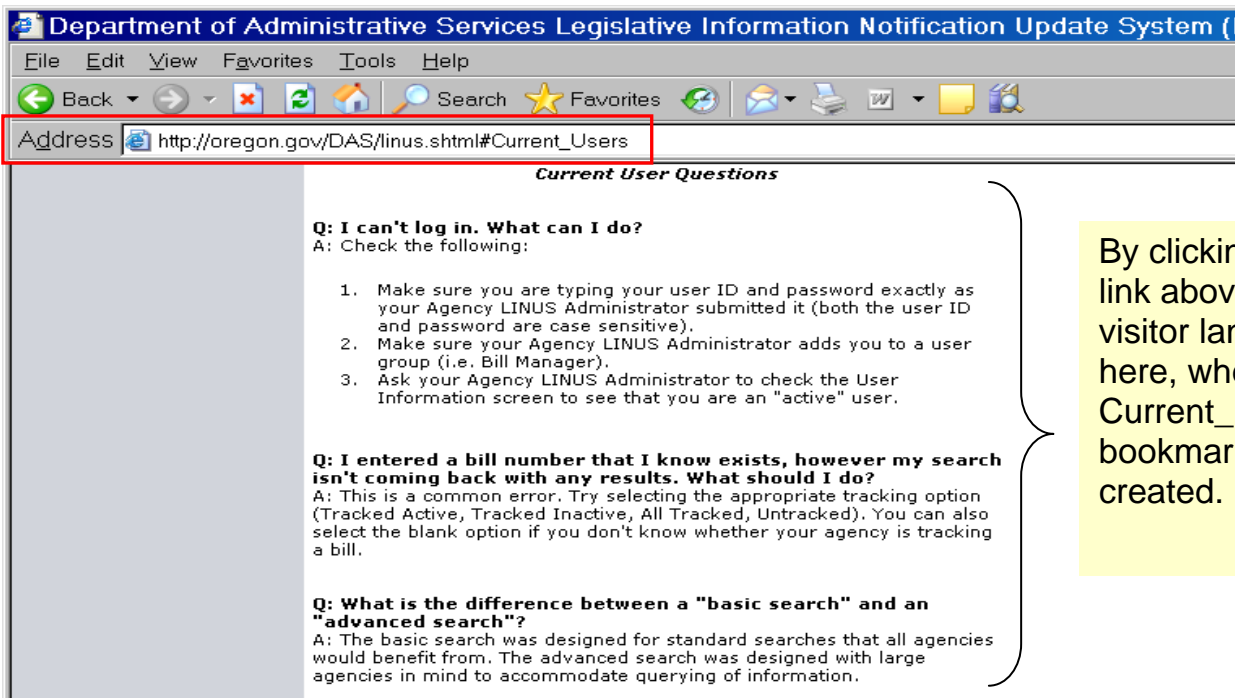 Department of Administrative Services Legislative Information Notification Update System (
File Edit View Favorites Tools Help
Back Search Favorites
Address http://oregon.gov/DAS/linus.shtml#Current_Users
Current User Questions
Q: I can't log in. What can I do?
A: Check the following:
1. Make sure you are typing your user ID and password exactly as
your Agency LINUS Administrator submitted it (both the user ID
and password are case sensitive).
2. Make sure your Agency LINUS Administrator adds you to a user
group (i.e. Bill Manager).
3. Ask your Agency LINUS Administrator to check the User
Information screen to see that you are an "active" user.
Q: I entered a bill number that I know exists, however my search
isn't coming back with any results. What should I do?
A: This is a common error. Try selecting the appropriate tracking option
(Tracked Active, Tracked Inactive, All Tracked, Untracked). You can also
select the blank option if you don't know whether your agency is tracking
a bill.
Q: What is the difference between a "basic search" and an
"advanced search"?
A: The basic search was designed for standard searches that all agencies
would benefit from. The advanced search was designed with large
agencies in mind to accommodate querying of information.
By
link
visitor
here,
Current_
created.